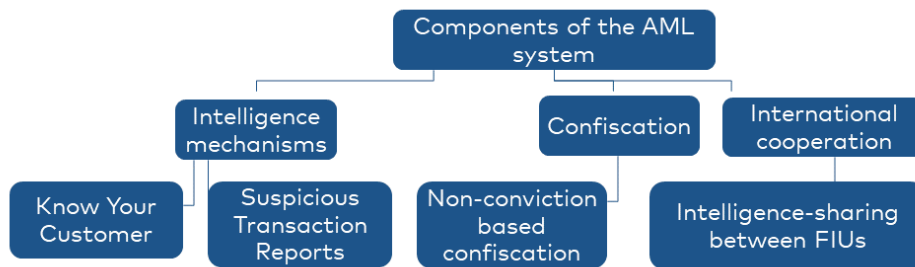 Components of the AML
system
Intelligence
mechanisms
Confiscation
International
cooperation
Know Your
Customer
Suspicious
Transaction
Reports
Non-conviction
based
confiscation
Intelligence-sharing
between FIUs